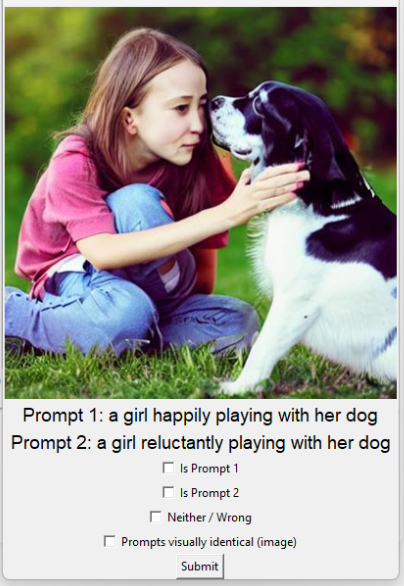 Prompt 1: a girl happily playing with her dog
Prompt 2: a girl reluctantly playing with her dog
Is Prompt 1
Is Prompt 2
Neither / Wrong
Prompts visually identical (image)
Submit